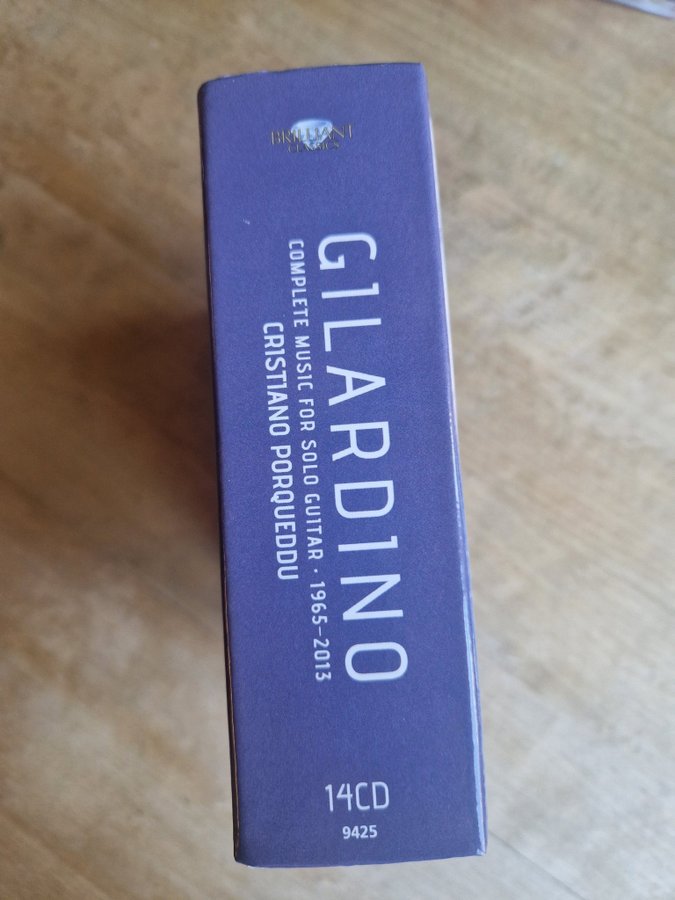 BRILLIANT
CLASSICS
GILARDINO
COMPLETE MUSIC FOR SOLO GUITAR · 1965–2013
CRISTIANO PORQUEDDU
14CD
9425